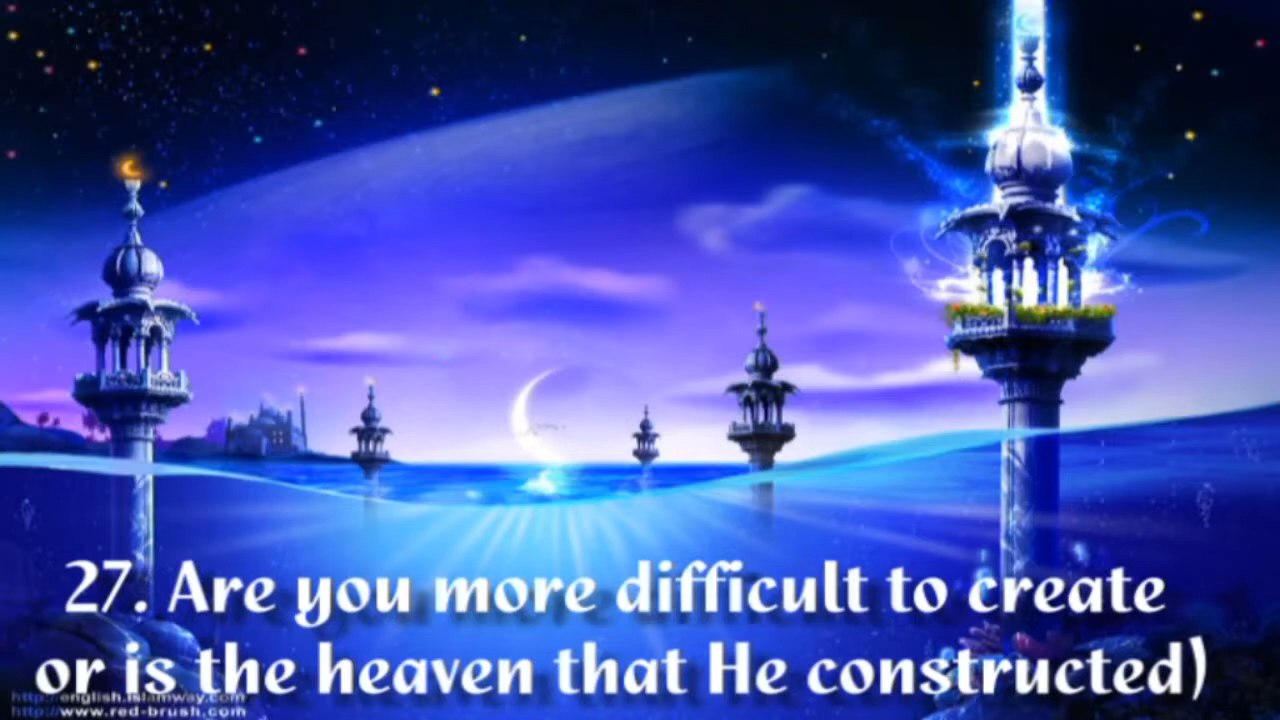 27. Are you more difficult to create
or is the heaven that He constructed)
http://english.islamway.com
http://www.red-brush.com